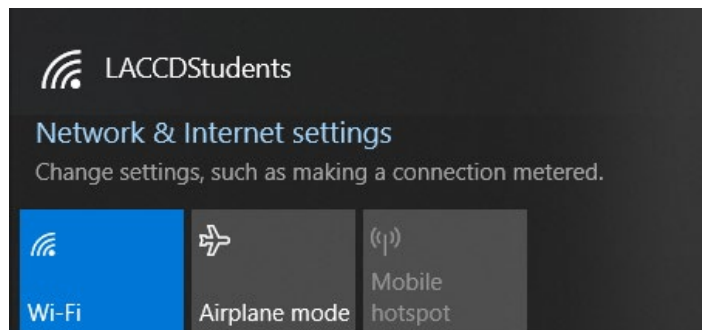 LACCDStudents
Network & Internet settings
Change settings, such as making a connection metered.
Wi-Fi
Airplane mode
Mobile
hotspot